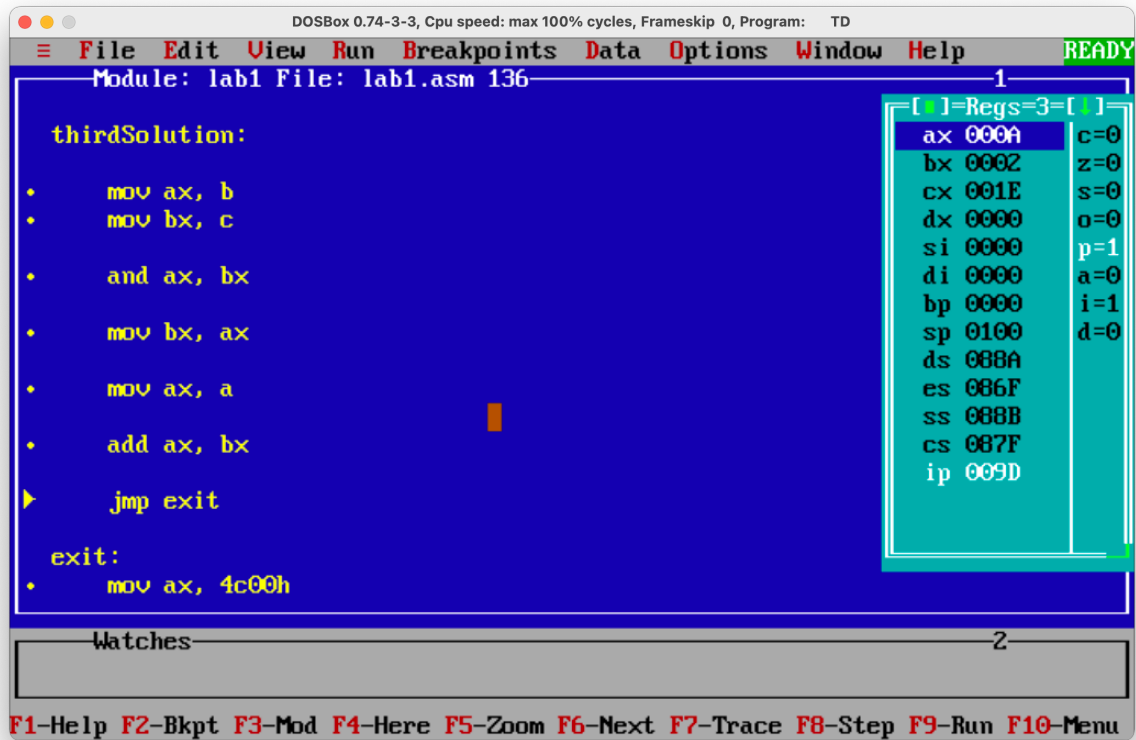 DOSBox 0.74-3-3, Cpu speed: max 100% cycles, Frameskip 0, Program: TD
≡ File Edit View Run Breakpoints Data Options Window Help READY
Module: lab1 File: lab1.asm 136 1
[■]=Regs=3=[↓]
thirdSolution:
mov ax, b
mov bx, c
and ax, bx
mov bx, ax
mov ax, a
add ax, bx
jmp exit
exit:
mov ax, 4c00h
ax 000A c=0
bx 0002 z=0
cx 001E s=0
dx 0000 o=0
si 0000 p=1
di 0000 a=0
bp 0000 i=1
sp 0100 d=0
ds 088A
es 086F
ss 088B
cs 087F
ip 009D
Watches 2
F1-Help F2-Bkpt F3-Mod F4-Here F5-Zoom F6-Next F7-Trace F8-Step F9-Run F10-Menu